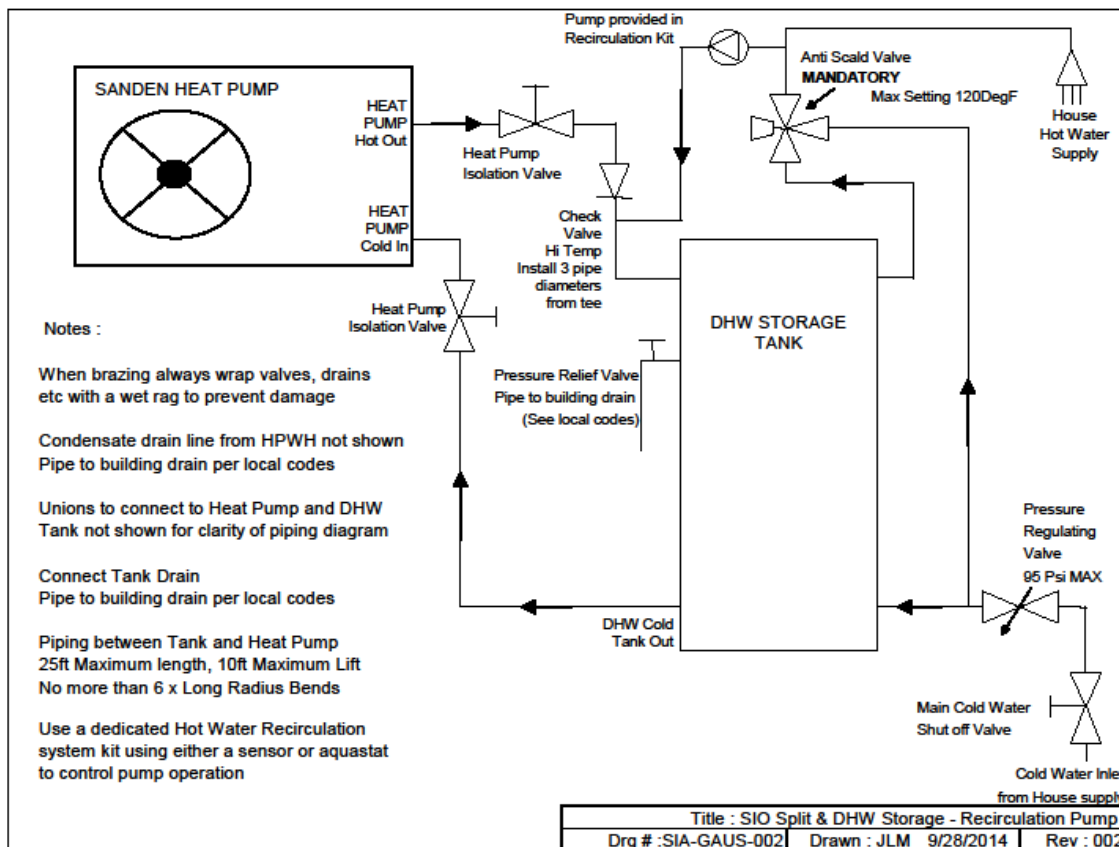 Pump provided in
Recirculation Kit
SANDEN HEAT PUMP
HEAT
PUMP
Hot Out
Heat Pump
Isolation Valve
Anti Scald Valve
MANDATORY
Max Setting 120DegF
House
Hot Water
Supply
HEAT
PUMP
Cold In
Check
Valve
Hi Temp
Install 3 pipe
diameters
from tee
Heat Pump
Isolation Valve
DHW STORAGE
TANK
Pressure Relief Valve
Pipe to building drain
(See local codes)
Notes :
When brazing always wrap valves, drains
etc with a wet rag to prevent damage
Condensate drain line from HPWH not shown
Pipe to building drain per local codes
Unions to connect to Heat Pump and DHW
Tank not shown for clarity of piping diagram
Connect Tank Drain
Pipe to building drain per local codes
Piping between Tank and Heat Pump
25ft Maximum length, 10ft Maximum Lift
No more than 6 x Long Radius Bends
Use a dedicated Hot Water Recirculation
system kit using either a sensor or aquastat
to control pump operation
DHW Cold
Tank Out
Pressure
Regulating
Valve
95 Psi MAX
Main Cold Water
Shut off Valve
Cold Water Inle
from House supply
Title : SIO Split & DHW Storage - Recirculation Pump
Drg # :SIA-GAUS-002 Drawn : JLM 9/28/2014 Rev : 002